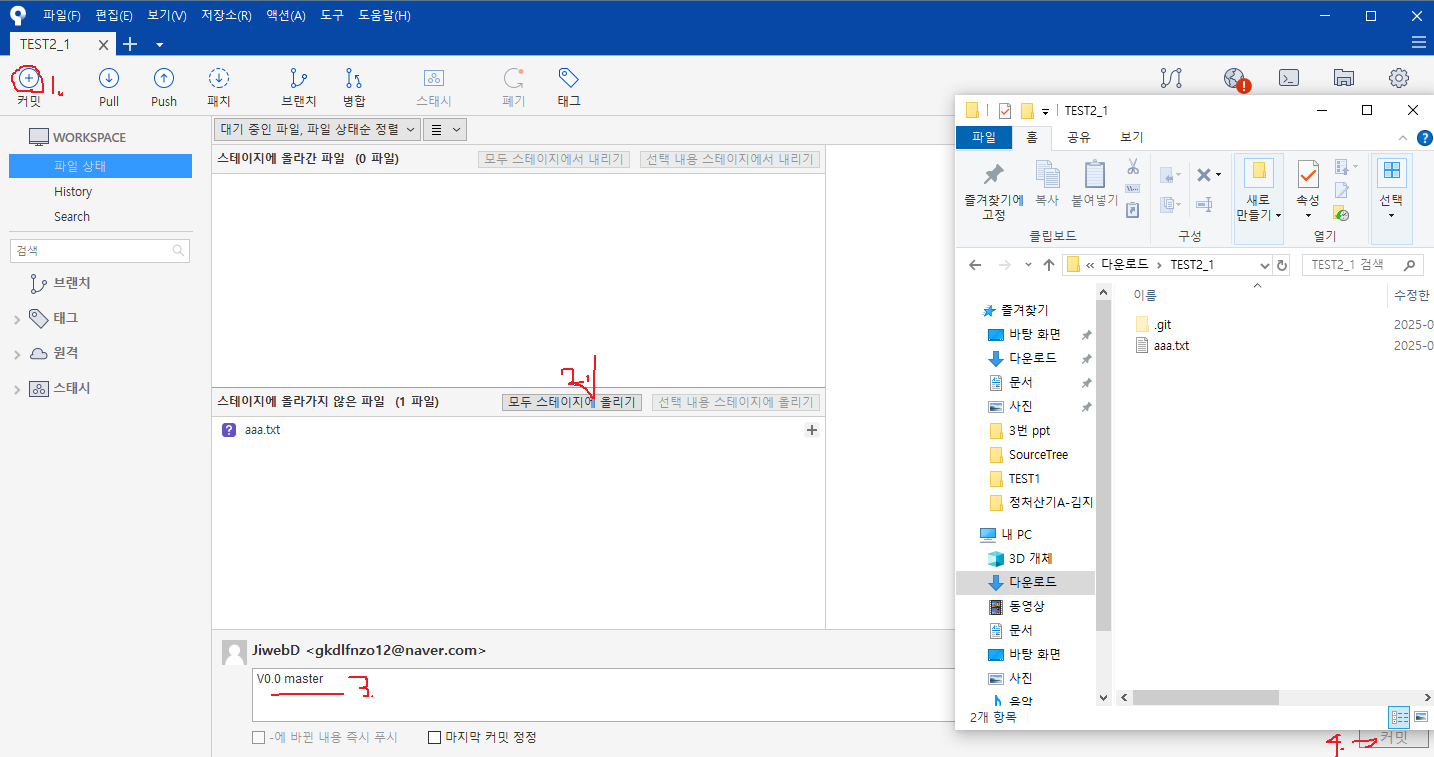 파일(F) 편집(E) 보기(V) 저장소(R) 액션(A) 도구 도움말(H)
TEST2_1
1.
커밋 Pull Push 패치 브랜치 병합 스태시 폐기 태그
WORKSPACE
파일 상태
History
Search
검색
브랜치
태그
원격
스태시
대기 중인 파일, 파일 상태순 정렬
스테이지에 올라간 파일 (0 파일) 모두 스테이지에서 내리기 선택 내용 스테이지에서 내리기
2.
스테이지에 올라가지 않은 파일 (1 파일) 모두 스테이지에 올리기 선택 내용 스테이지에 올리기
? aaa.txt
JiwebD <gkdlfnzo12@naver.com>
V0.0 master 3.
-에 바뀐 내용 즉시 푸시 마지막 커밋 정정
TEST2_1
파일 홈 공유 보기
즐겨찾기에 고정 복사 붙여넣기 새로 만들기 속성 선택
클립보드 구성 열기
« 다운로드 › TEST2_1 TEST2_1 검색
이름 수정한
.git 2025-0
aaa.txt 2025-0
즐겨찾기
바탕 화면
다운로드
문서
사진
3번 ppt
SourceTree
TEST1
정처산기A-김지
내 PC
3D 개체
다운로드
동영상
문서
바탕 화면
사진
음악
2개 항목
4. 커밋